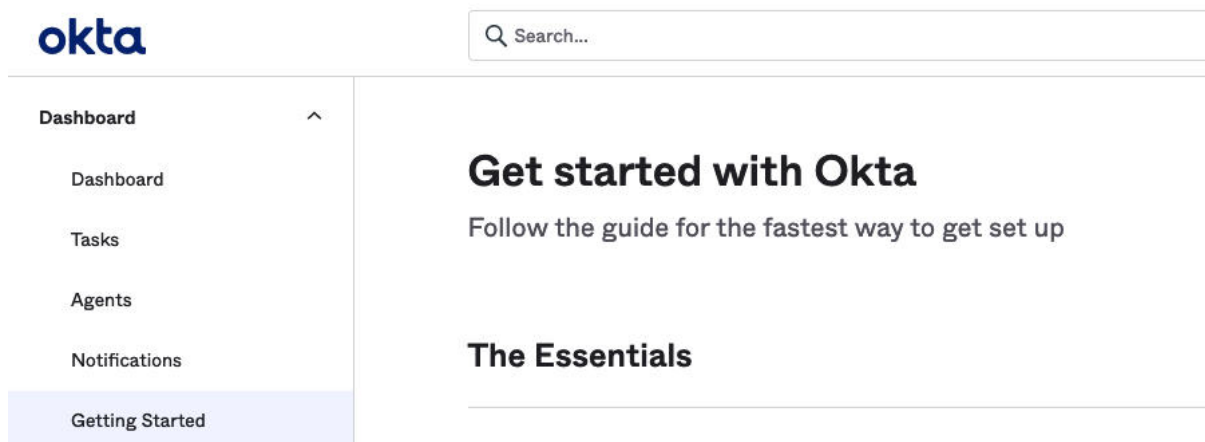 okta
Search...
Dashboard
Dashboard
Tasks
Agents
Notifications
Getting Started
Get started with Okta
Follow the guide for the fastest way to get set up
The Essentials